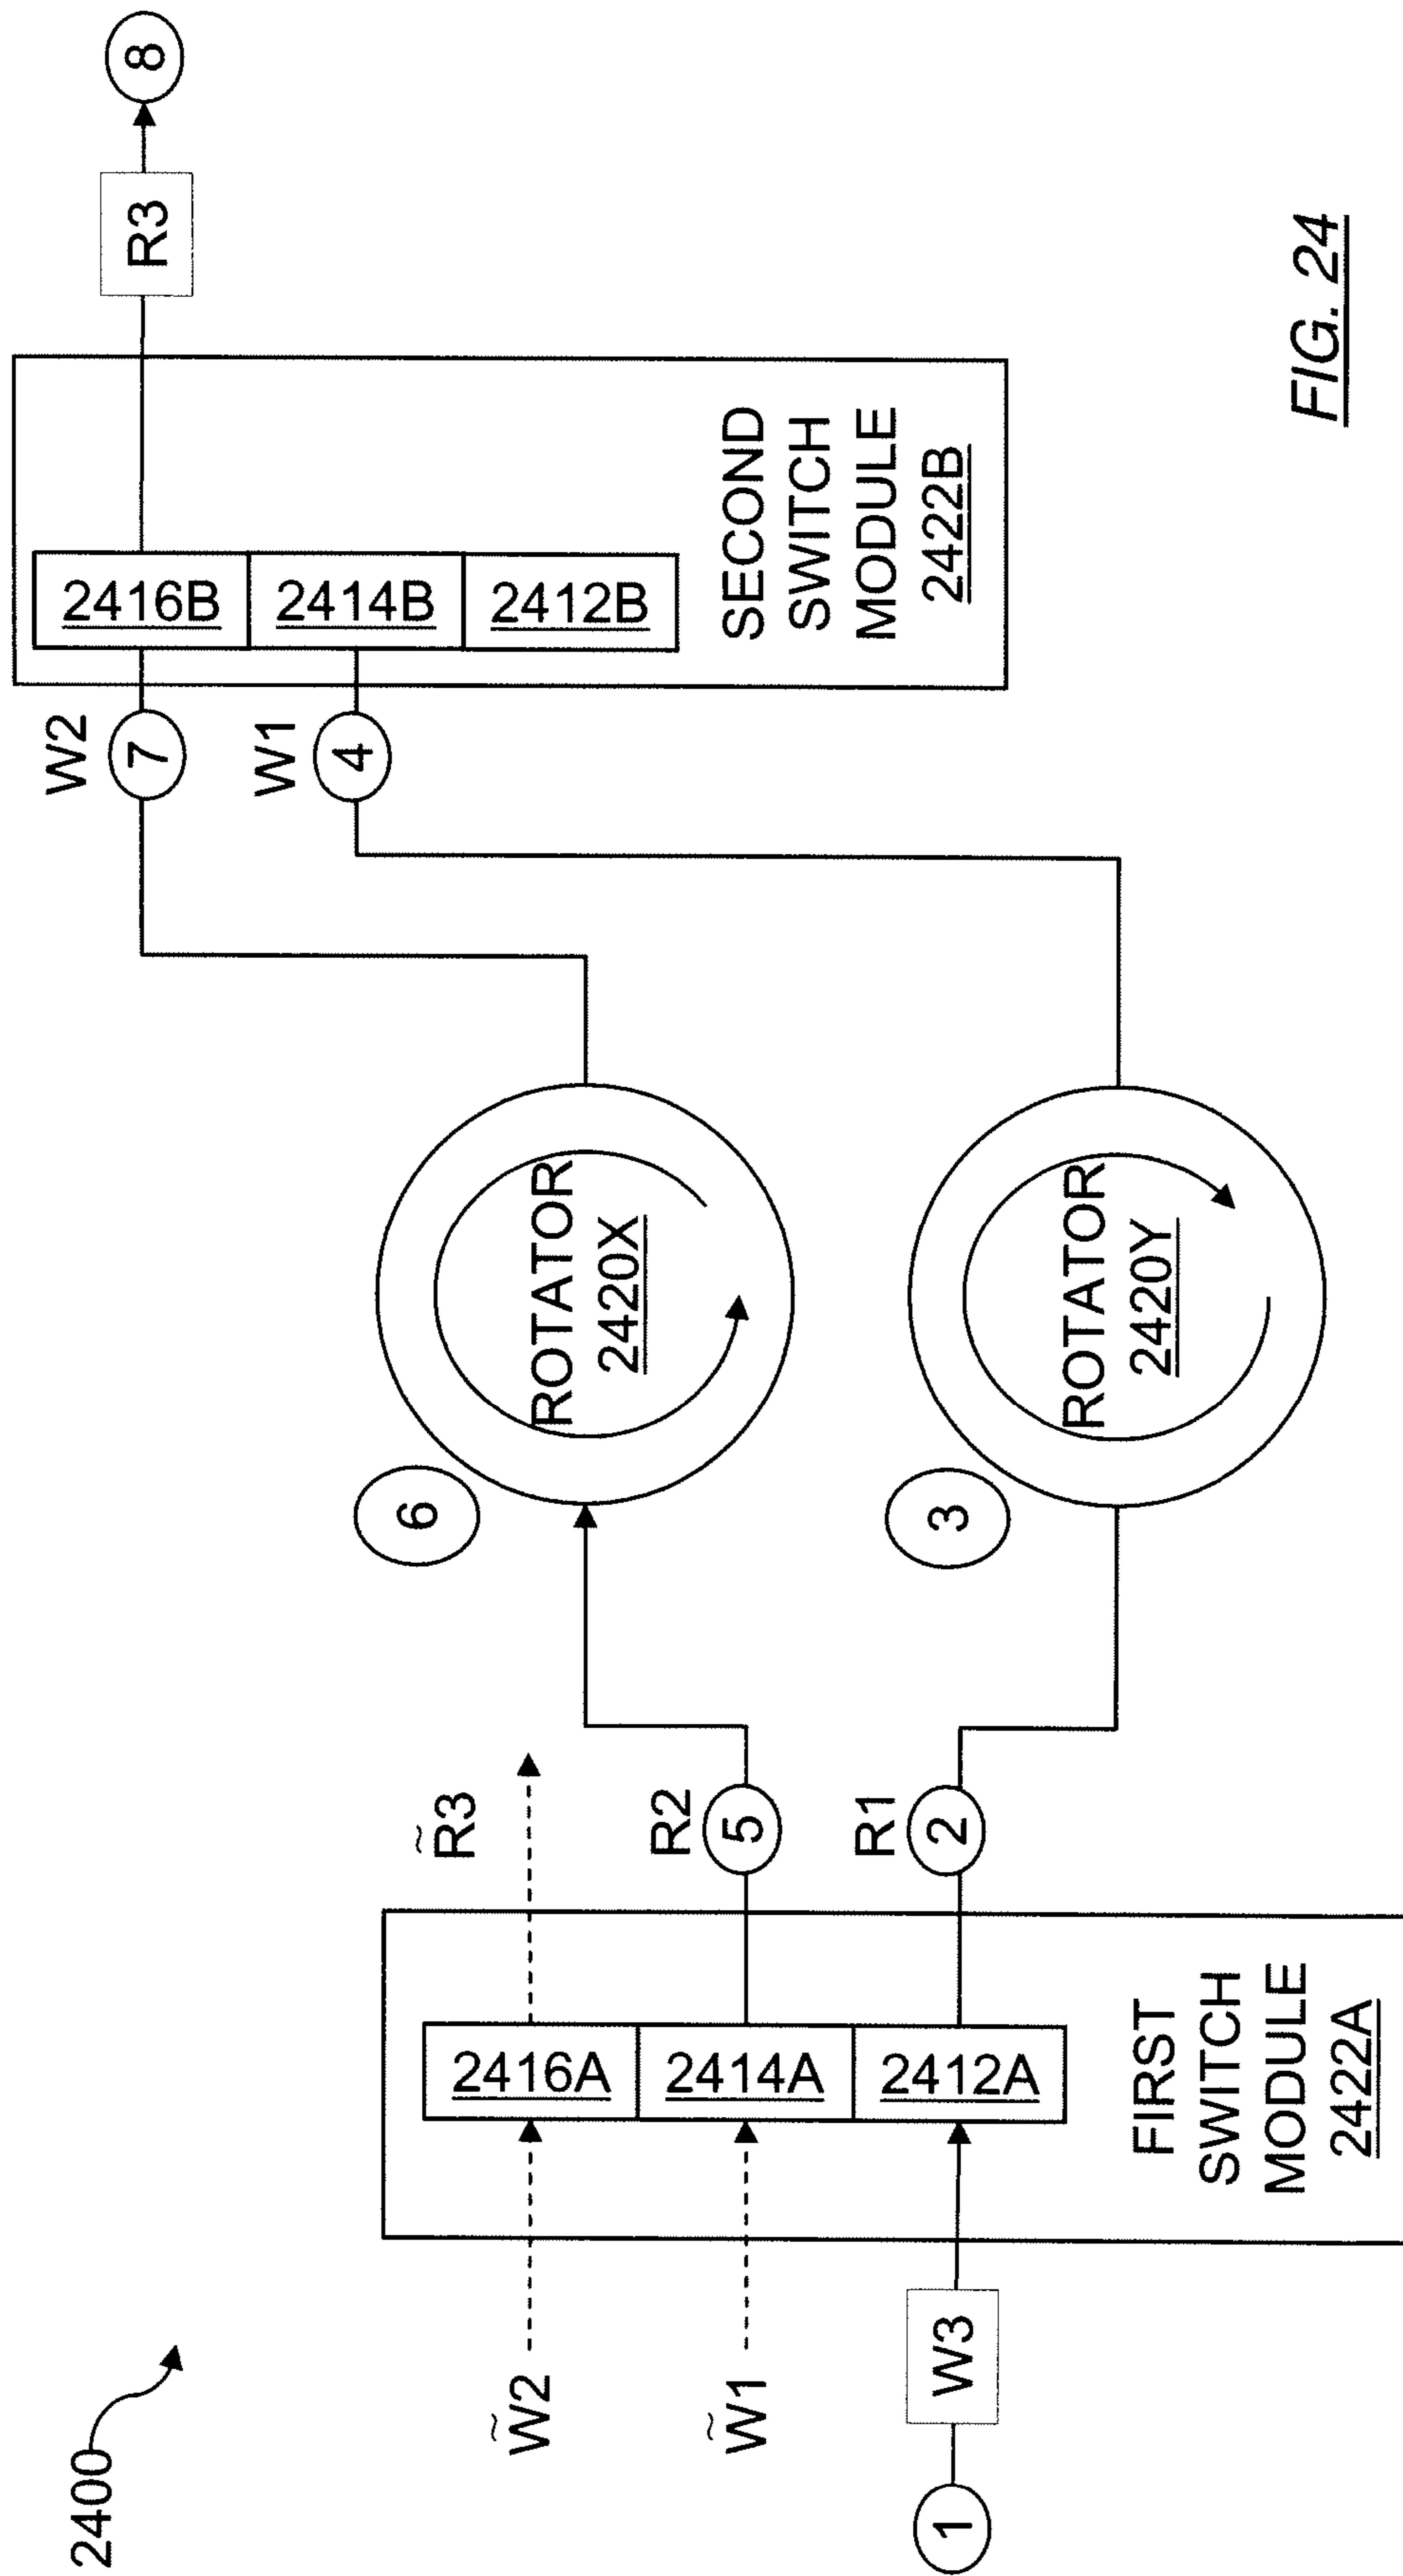 2400
8
R3
2416B
2414B
2412B
SECOND
SWITCH
MODULE
2422B
W2
7
W1
4
ROTATOR
2420X
6
ROTATOR
2420Y
3
R̃3
R2
5
R1
2
2416A
2414A
2412A
FIRST
SWITCH
MODULE
2422A
W̃2
W̃1
W3
1
FIG. 24